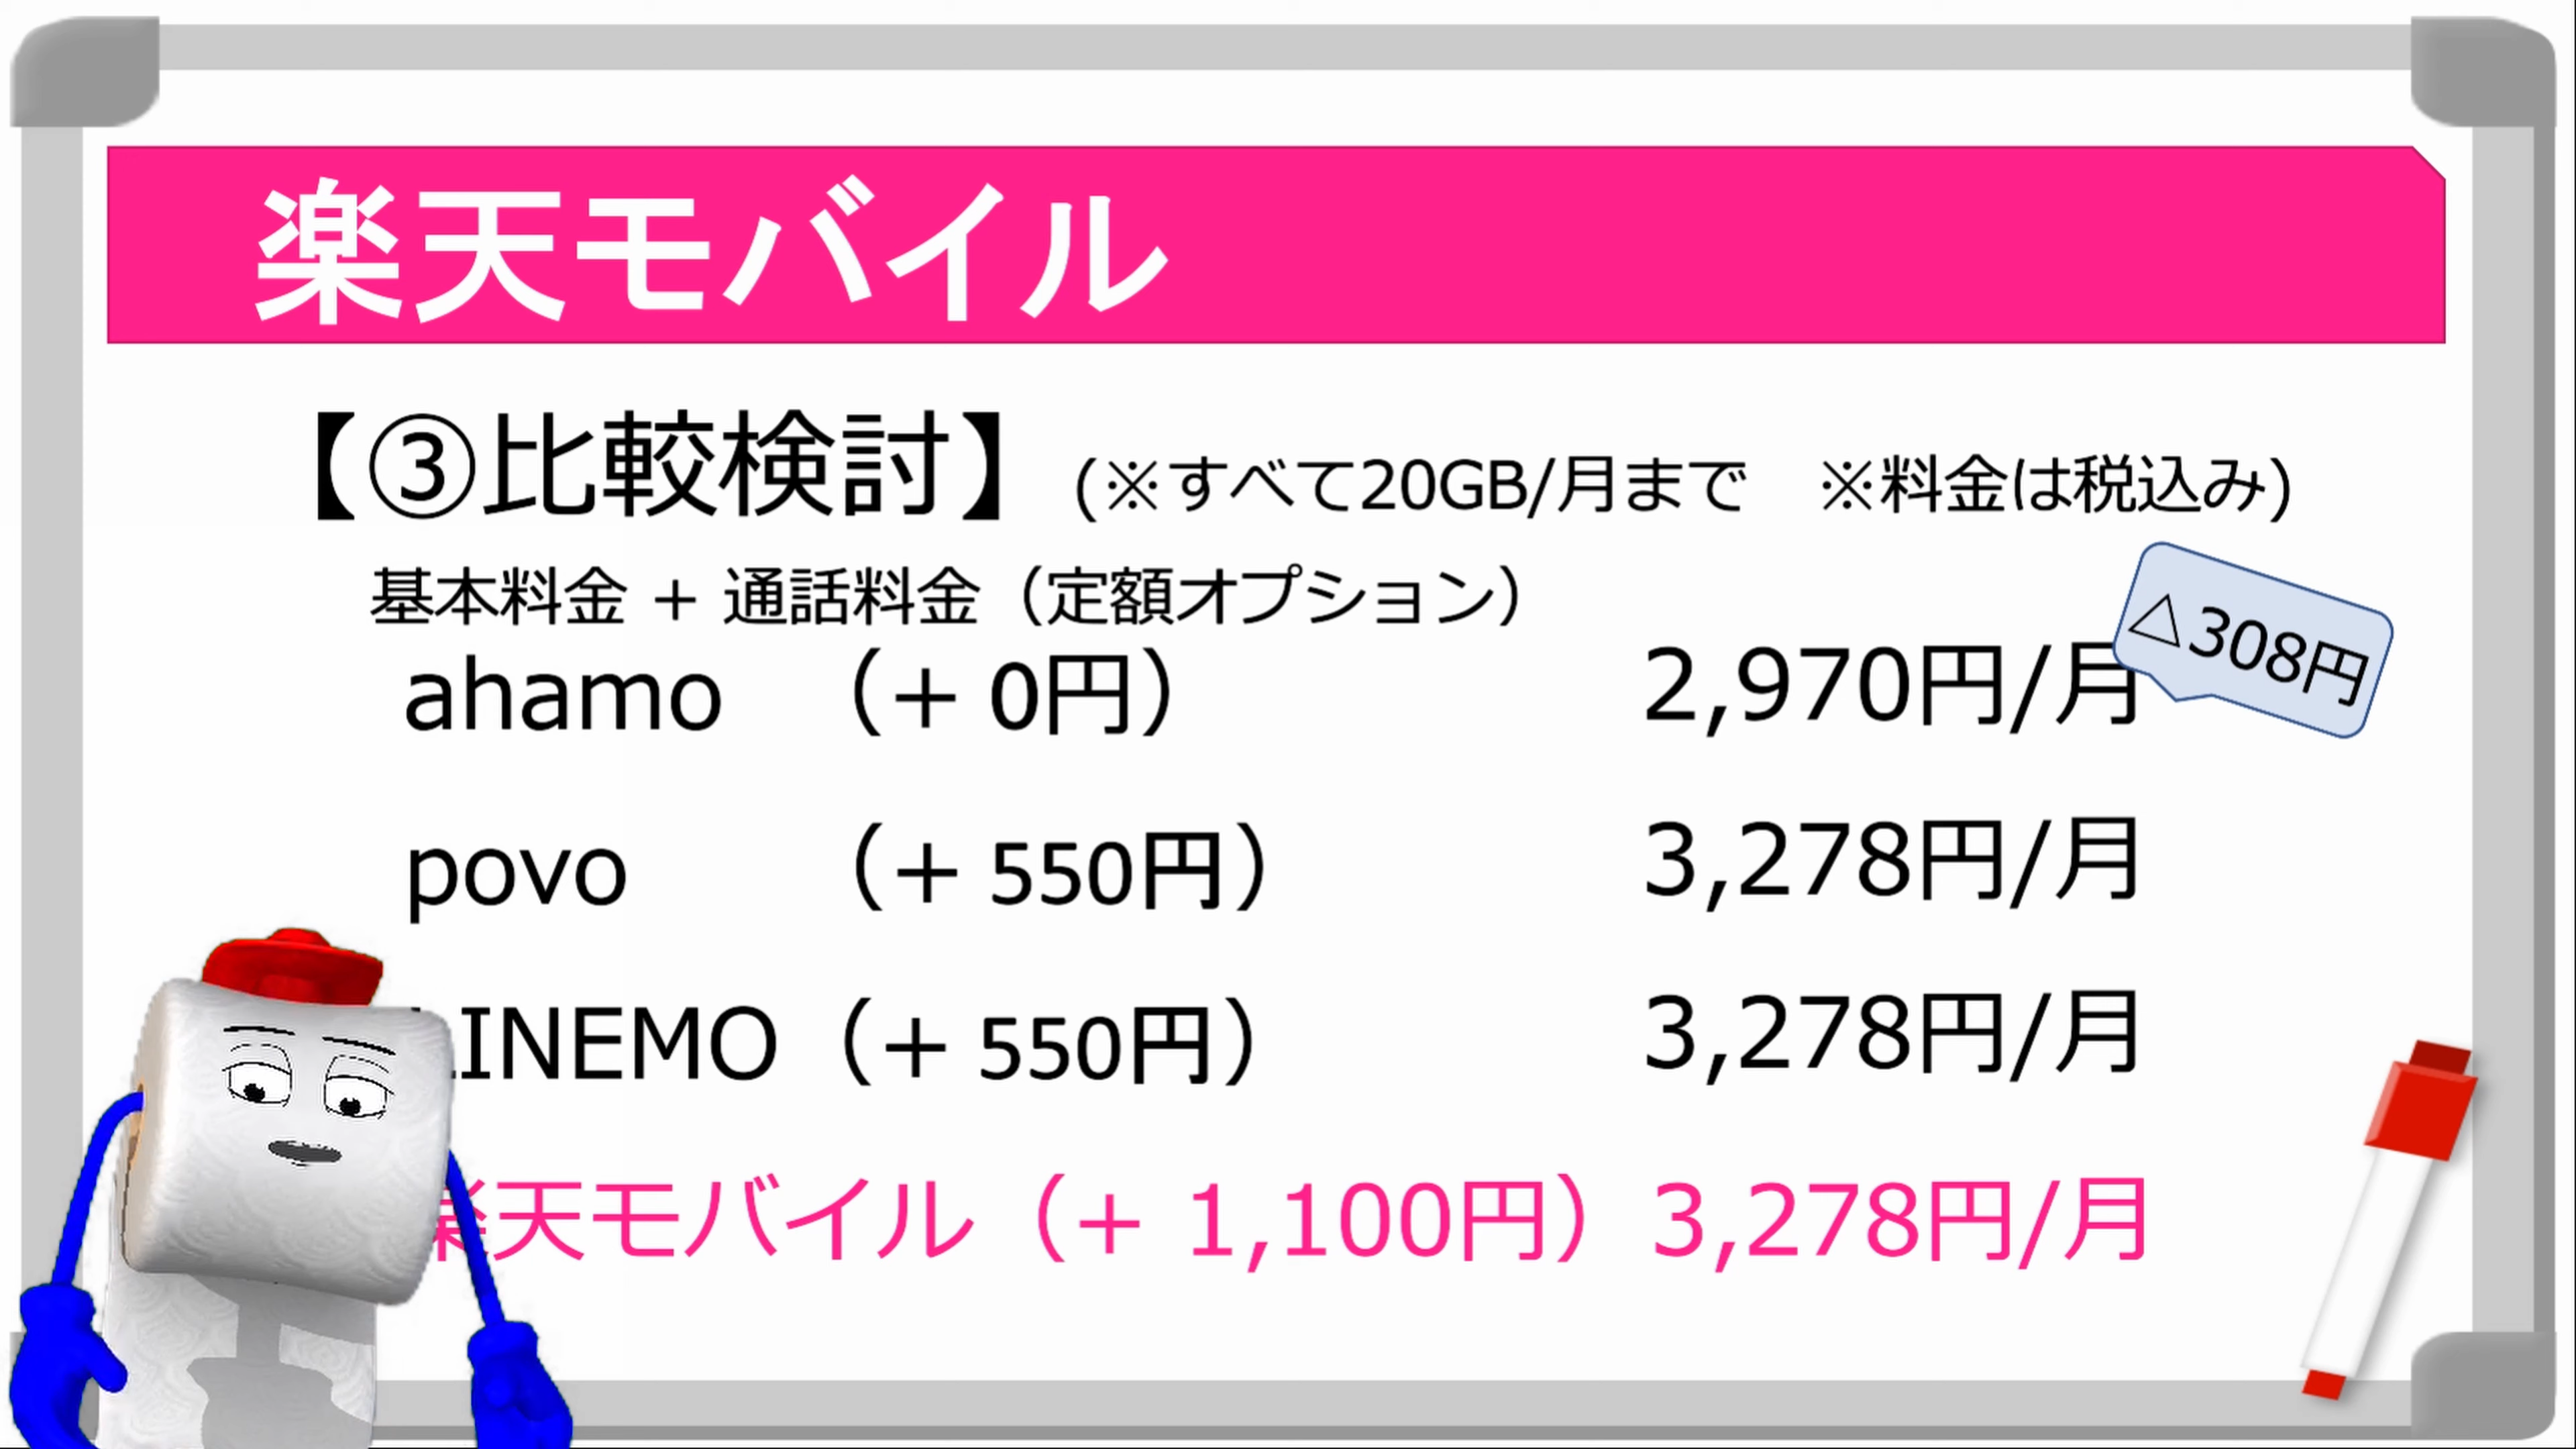 楽天モバイル
【③比較検討】(※すべて20GB/月まで　※料金は税込み)
基本料金 + 通話料金（定額オプション）
△308円
ahamo （+ 0円） 2,970円/月
povo （+ 550円） 3,278円/月
LINEMO（+ 550円） 3,278円/月
楽天モバイル（+ 1,100円）3,278円/月